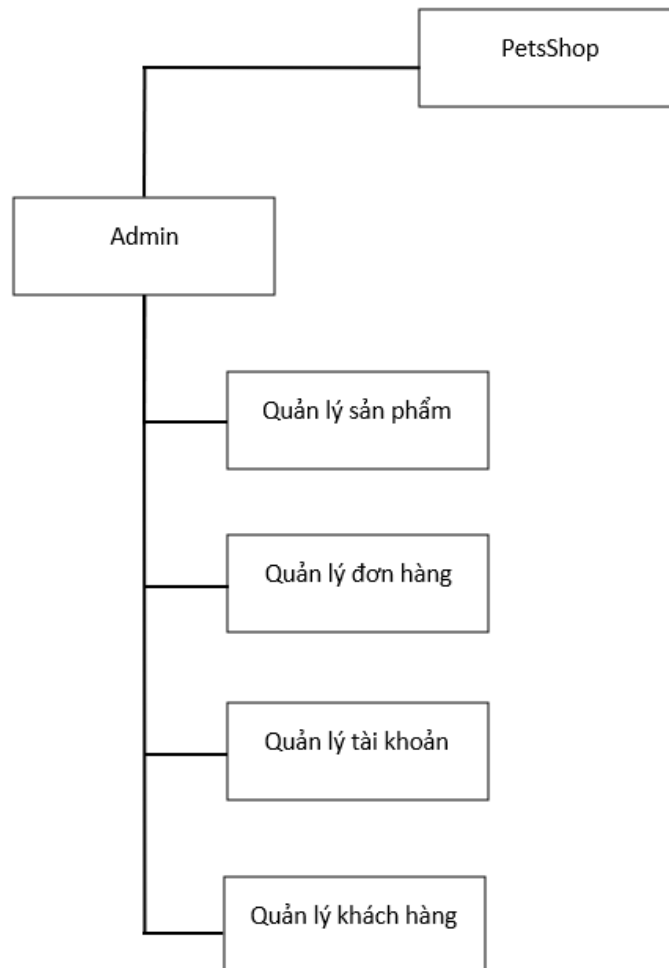 PetsShop
Admin
Quản lý sản phẩm
Quản lý đơn hàng
Quản lý tài khoản
Quản lý khách hàng